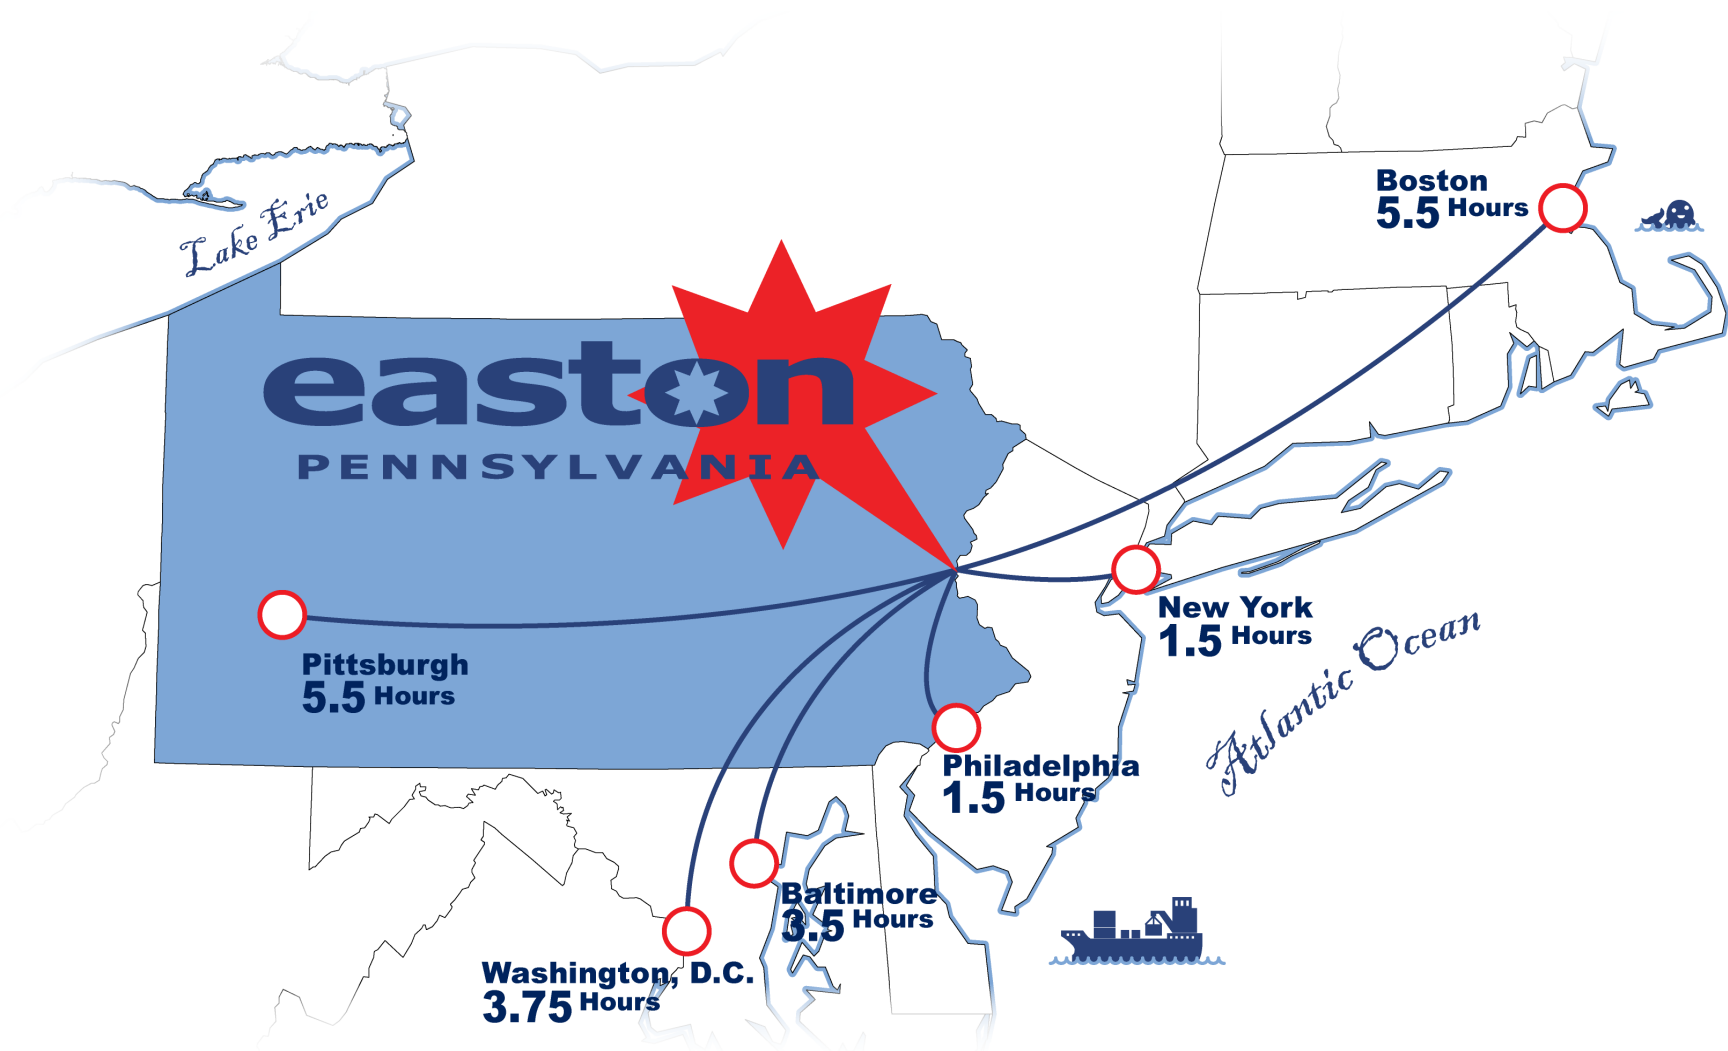 Boston
5.5 Hours
Lake Erie
easton
PENNSYLVANIA
New York
1.5 Hours
Atlantic Ocean
Pittsburgh
5.5 Hours
Philadelphia
1.5 Hours
Baltimore
3.5 Hours
Washington, D.C.
3.75 Hours